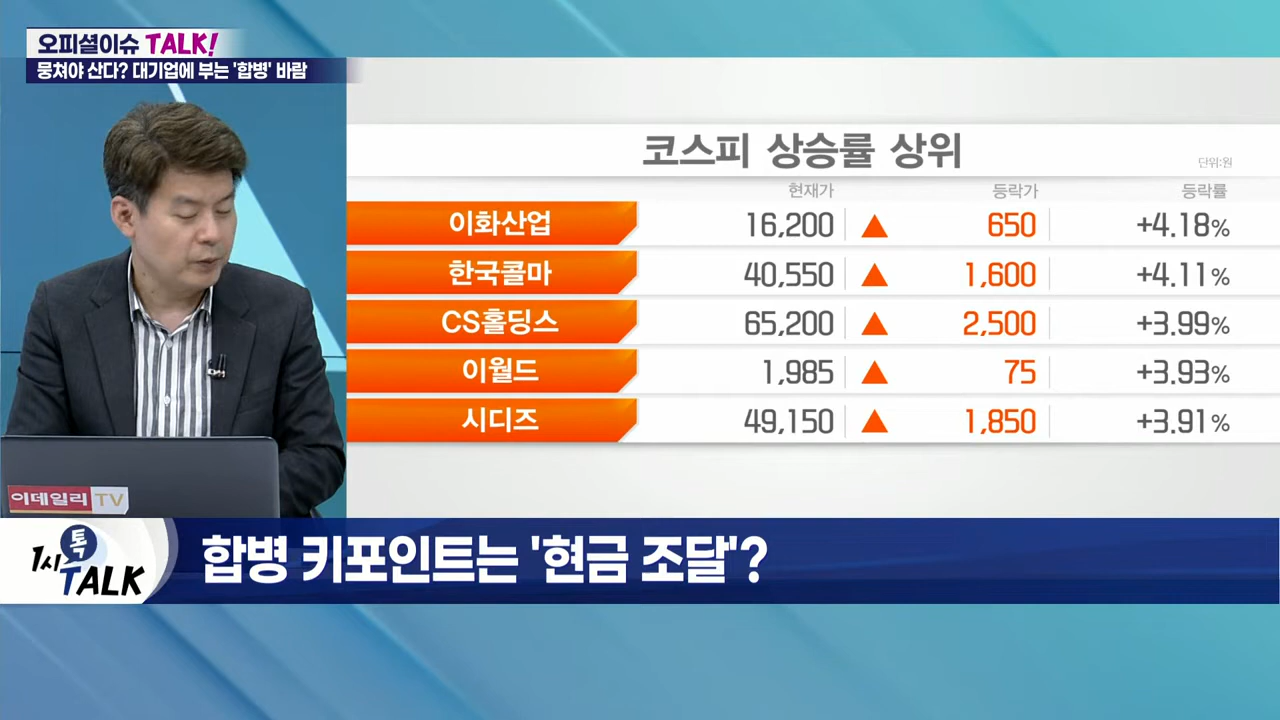 오피셜이슈 TALK!
뭉쳐야 산다? 대기업에 부는 '합병' 바람
코스피 상승률 상위
단위:원
현재가 등락가 등락률
이화산업 16,200 ▲ 650 +4.18%
한국콜마 40,550 ▲ 1,600 +4.11%
CS홀딩스 65,200 ▲ 2,500 +3.99%
이월드 1,985 ▲ 75 +3.93%
시디즈 49,150 ▲ 1,850 +3.91%
이데일리 TV
1시 톡 TALK
합병 키포인트는 '현금 조달'?